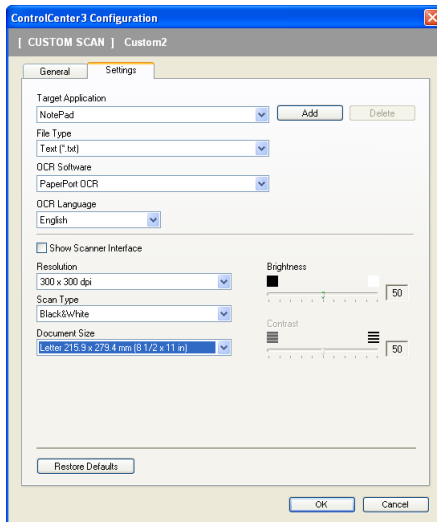 ControlCenter3 Configuration
[ CUSTOM SCAN ] Custom2
General Settings
Target Application
NotePad Add Delete
File Type
Text (*.txt)
OCR Software
PaperPort OCR
OCR Language
English
Show Scanner Interface
Resolution Brightness
300 x 300 dpi 50
Scan Type
Black&White
Document Size Contrast
Letter 215.9 x 279.4 mm (8 1/2 x 11 in) 50
Restore Defaults
OK Cancel